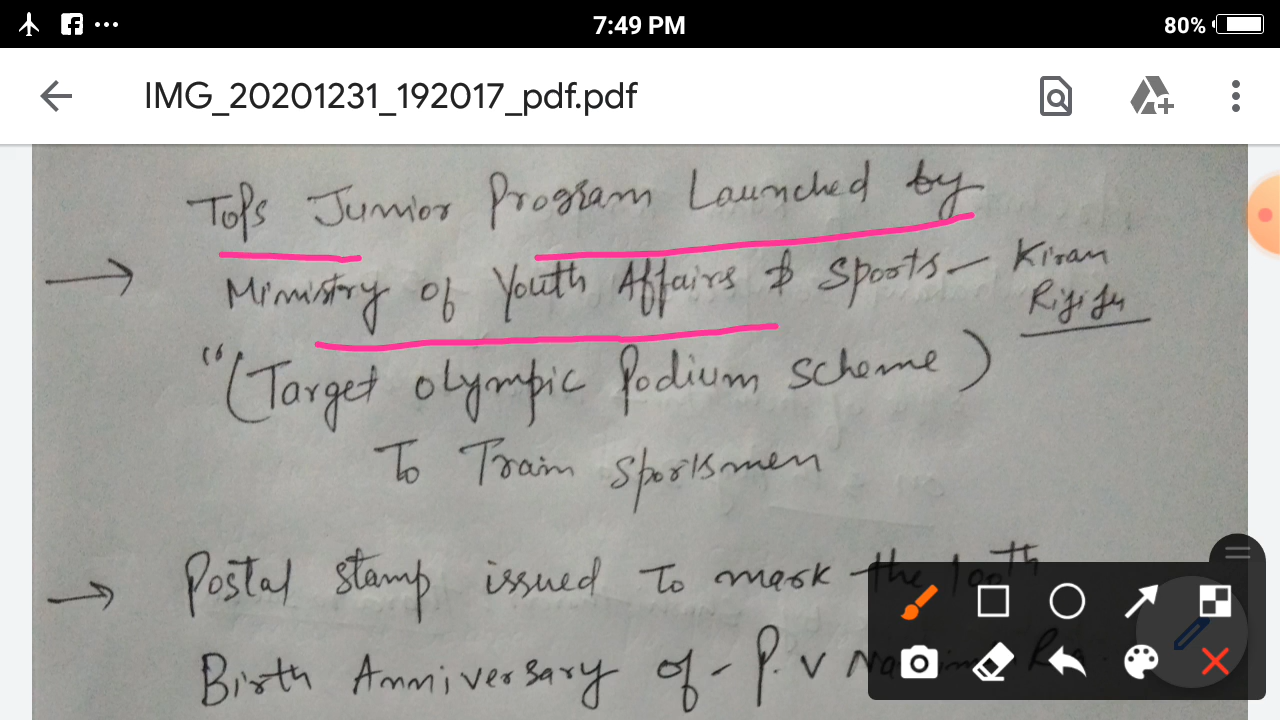 7:49 PM
80%
IMG_20201231_192017_pdf.pdf
Tops Junior Program Launched by
Ministry of Youth Affairs & Sports - Kiran
Rijiju
"(Target olympic Podium scheme)
To Train sportsmen
Postal stamp issued to mark the 100th
Birth Anniversary of - P. V